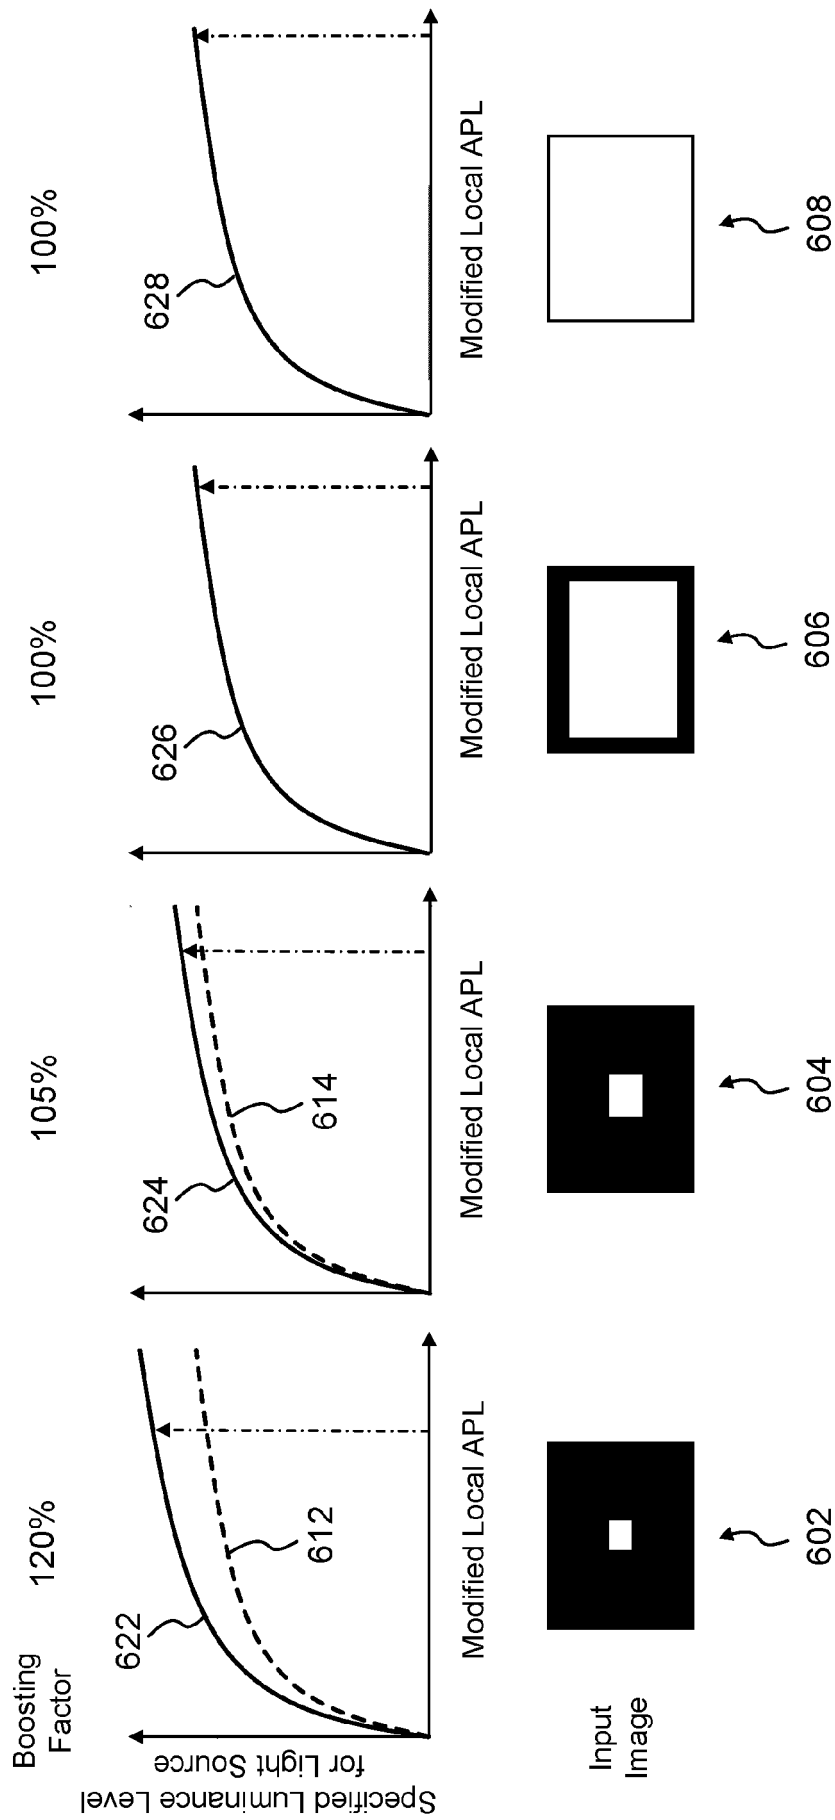 Boosting
Factor
120%
105%
100%
100%
Specified Luminance Level
for Light Source
622
612
624
614
626
628
Modified Local APL
Modified Local APL
Modified Local APL
Modified Local APL
Input
Image
602
604
606
608